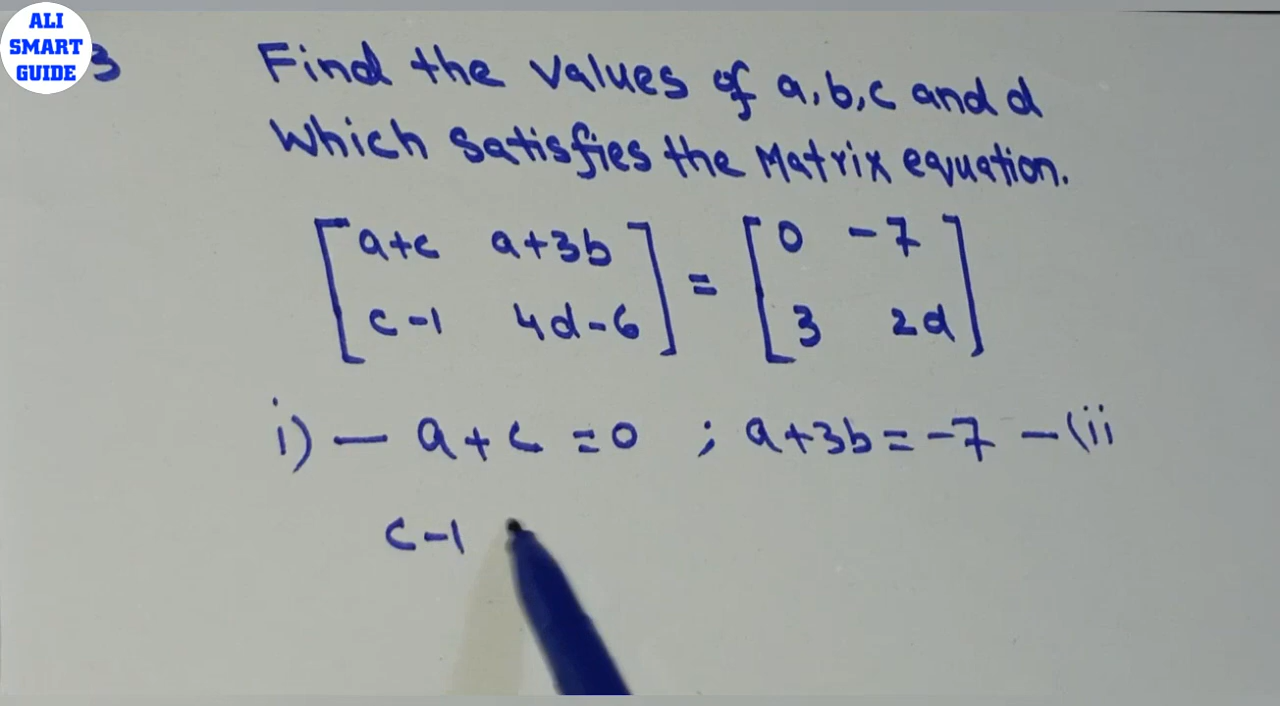 ALI
SMART
GUIDE
3
Find the values of a, b, c and d
Which satisfies the Matrix equation.
[ a+c a+3b ] = [ 0 -7 ]
[ c-1 4d-6 ] [ 3 2d ]
i) — a+c = 0 ; a+3b = -7 — (ii
c-1